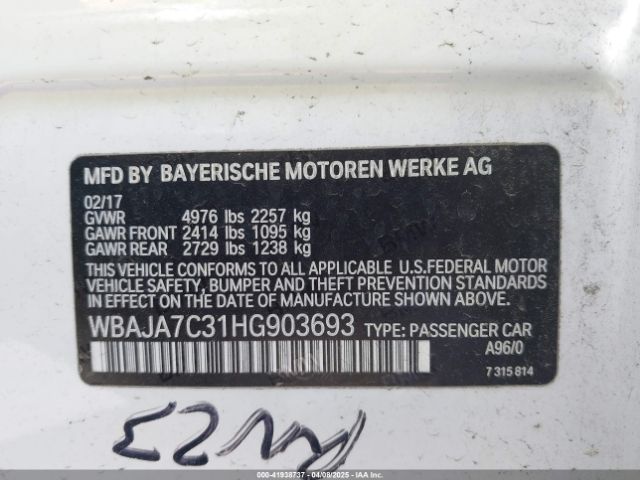 MFD BY BAYERISCHE MOTOREN WERKE AG
02/17
GVWR 4976 lbs 2257 kg
GAWR FRONT 2414 lbs 1095 kg
GAWR REAR 2729 lbs 1238 kg
THIS VEHICLE CONFORMS TO ALL APPLICABLE U.S.FEDERAL MOTOR
VEHICLE SAFETY, BUMPER AND THEFT PREVENTION
STANDARDS IN EFFECT ON THE DATE OF MANUFACTURE SHOWN ABOVE.
WBAJA7C31HG903693 TYPE: PASSENGER CAR
A96/0
7 315 814
000-41938737 - 04/08/2025 - COPYRIGHT IAA, LLC.